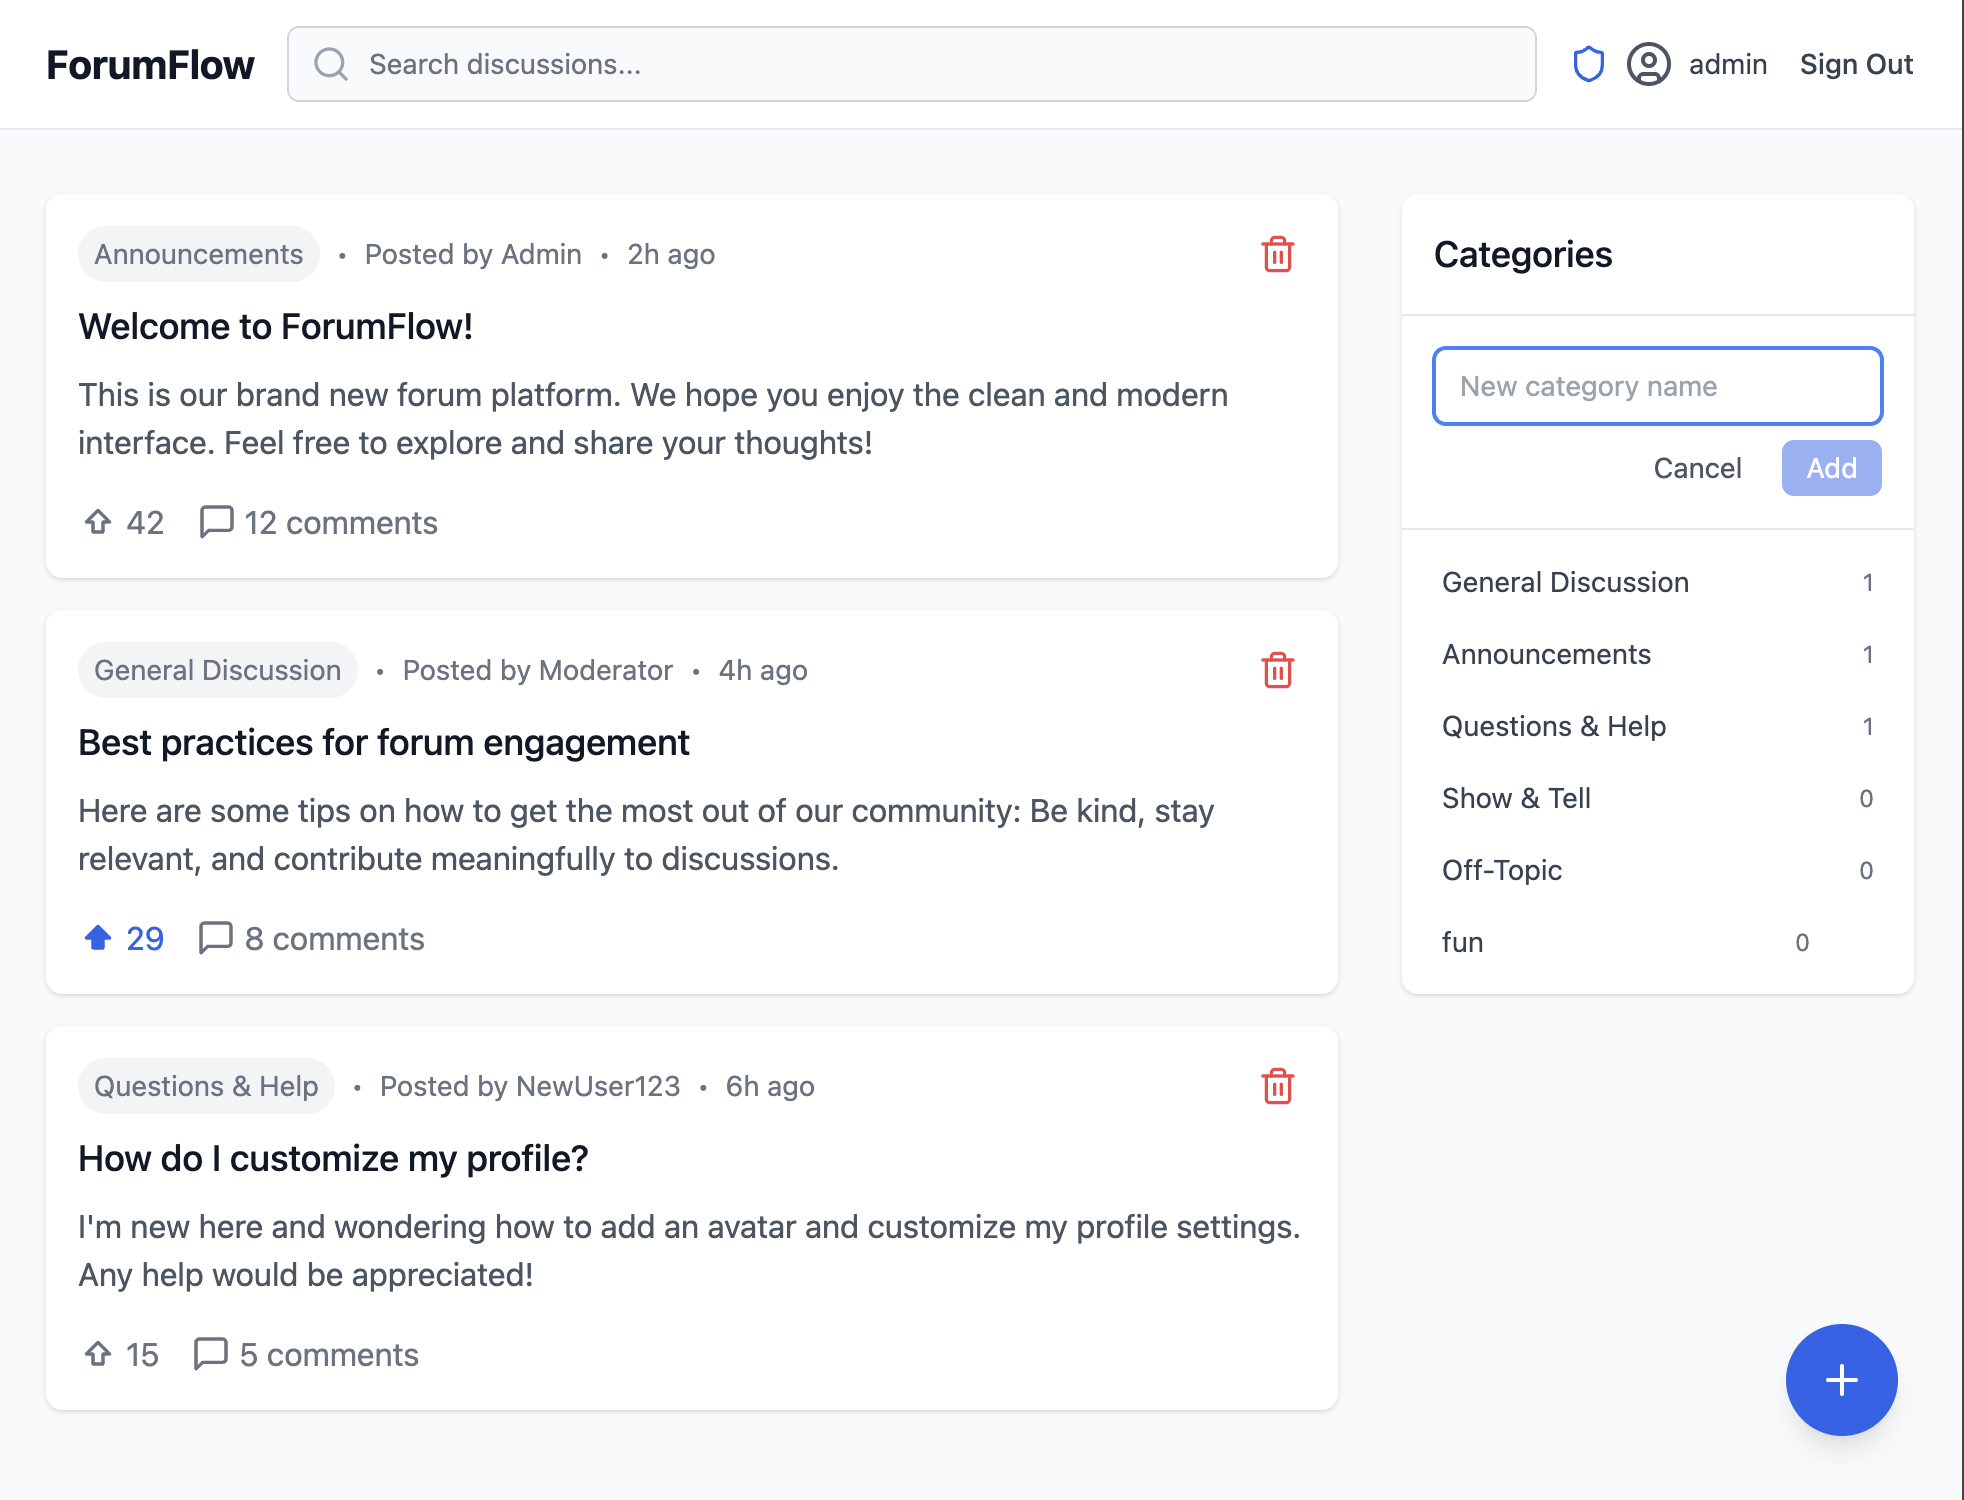 ForumFlow
Search discussions...
admin
Sign Out
Announcements • Posted by Admin • 2h ago
Welcome to ForumFlow!
This is our brand new forum platform. We hope you enjoy the clean and modern
interface. Feel free to explore and share your thoughts!
42 12 comments
General Discussion • Posted by Moderator • 4h ago
Best practices for forum engagement
Here are some tips on how to get the most out of our community: Be kind, stay
relevant, and contribute meaningfully to discussions.
29 8 comments
Questions & Help • Posted by NewUser123 • 6h ago
How do I customize my profile?
I'm new here and wondering how to add an avatar and customize my profile settings.
Any help would be appreciated!
15 5 comments
Categories
New category name
Cancel Add
General Discussion 1
Announcements 1
Questions & Help 1
Show & Tell 0
Off-Topic 0
fun 0